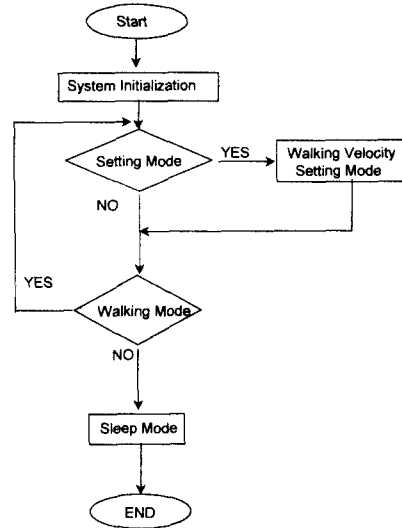 Start
System Initialization
Setting Mode
YES
Walking Velocity
Setting Mode
NO
YES
Walking Mode
NO
Sleep Mode
END